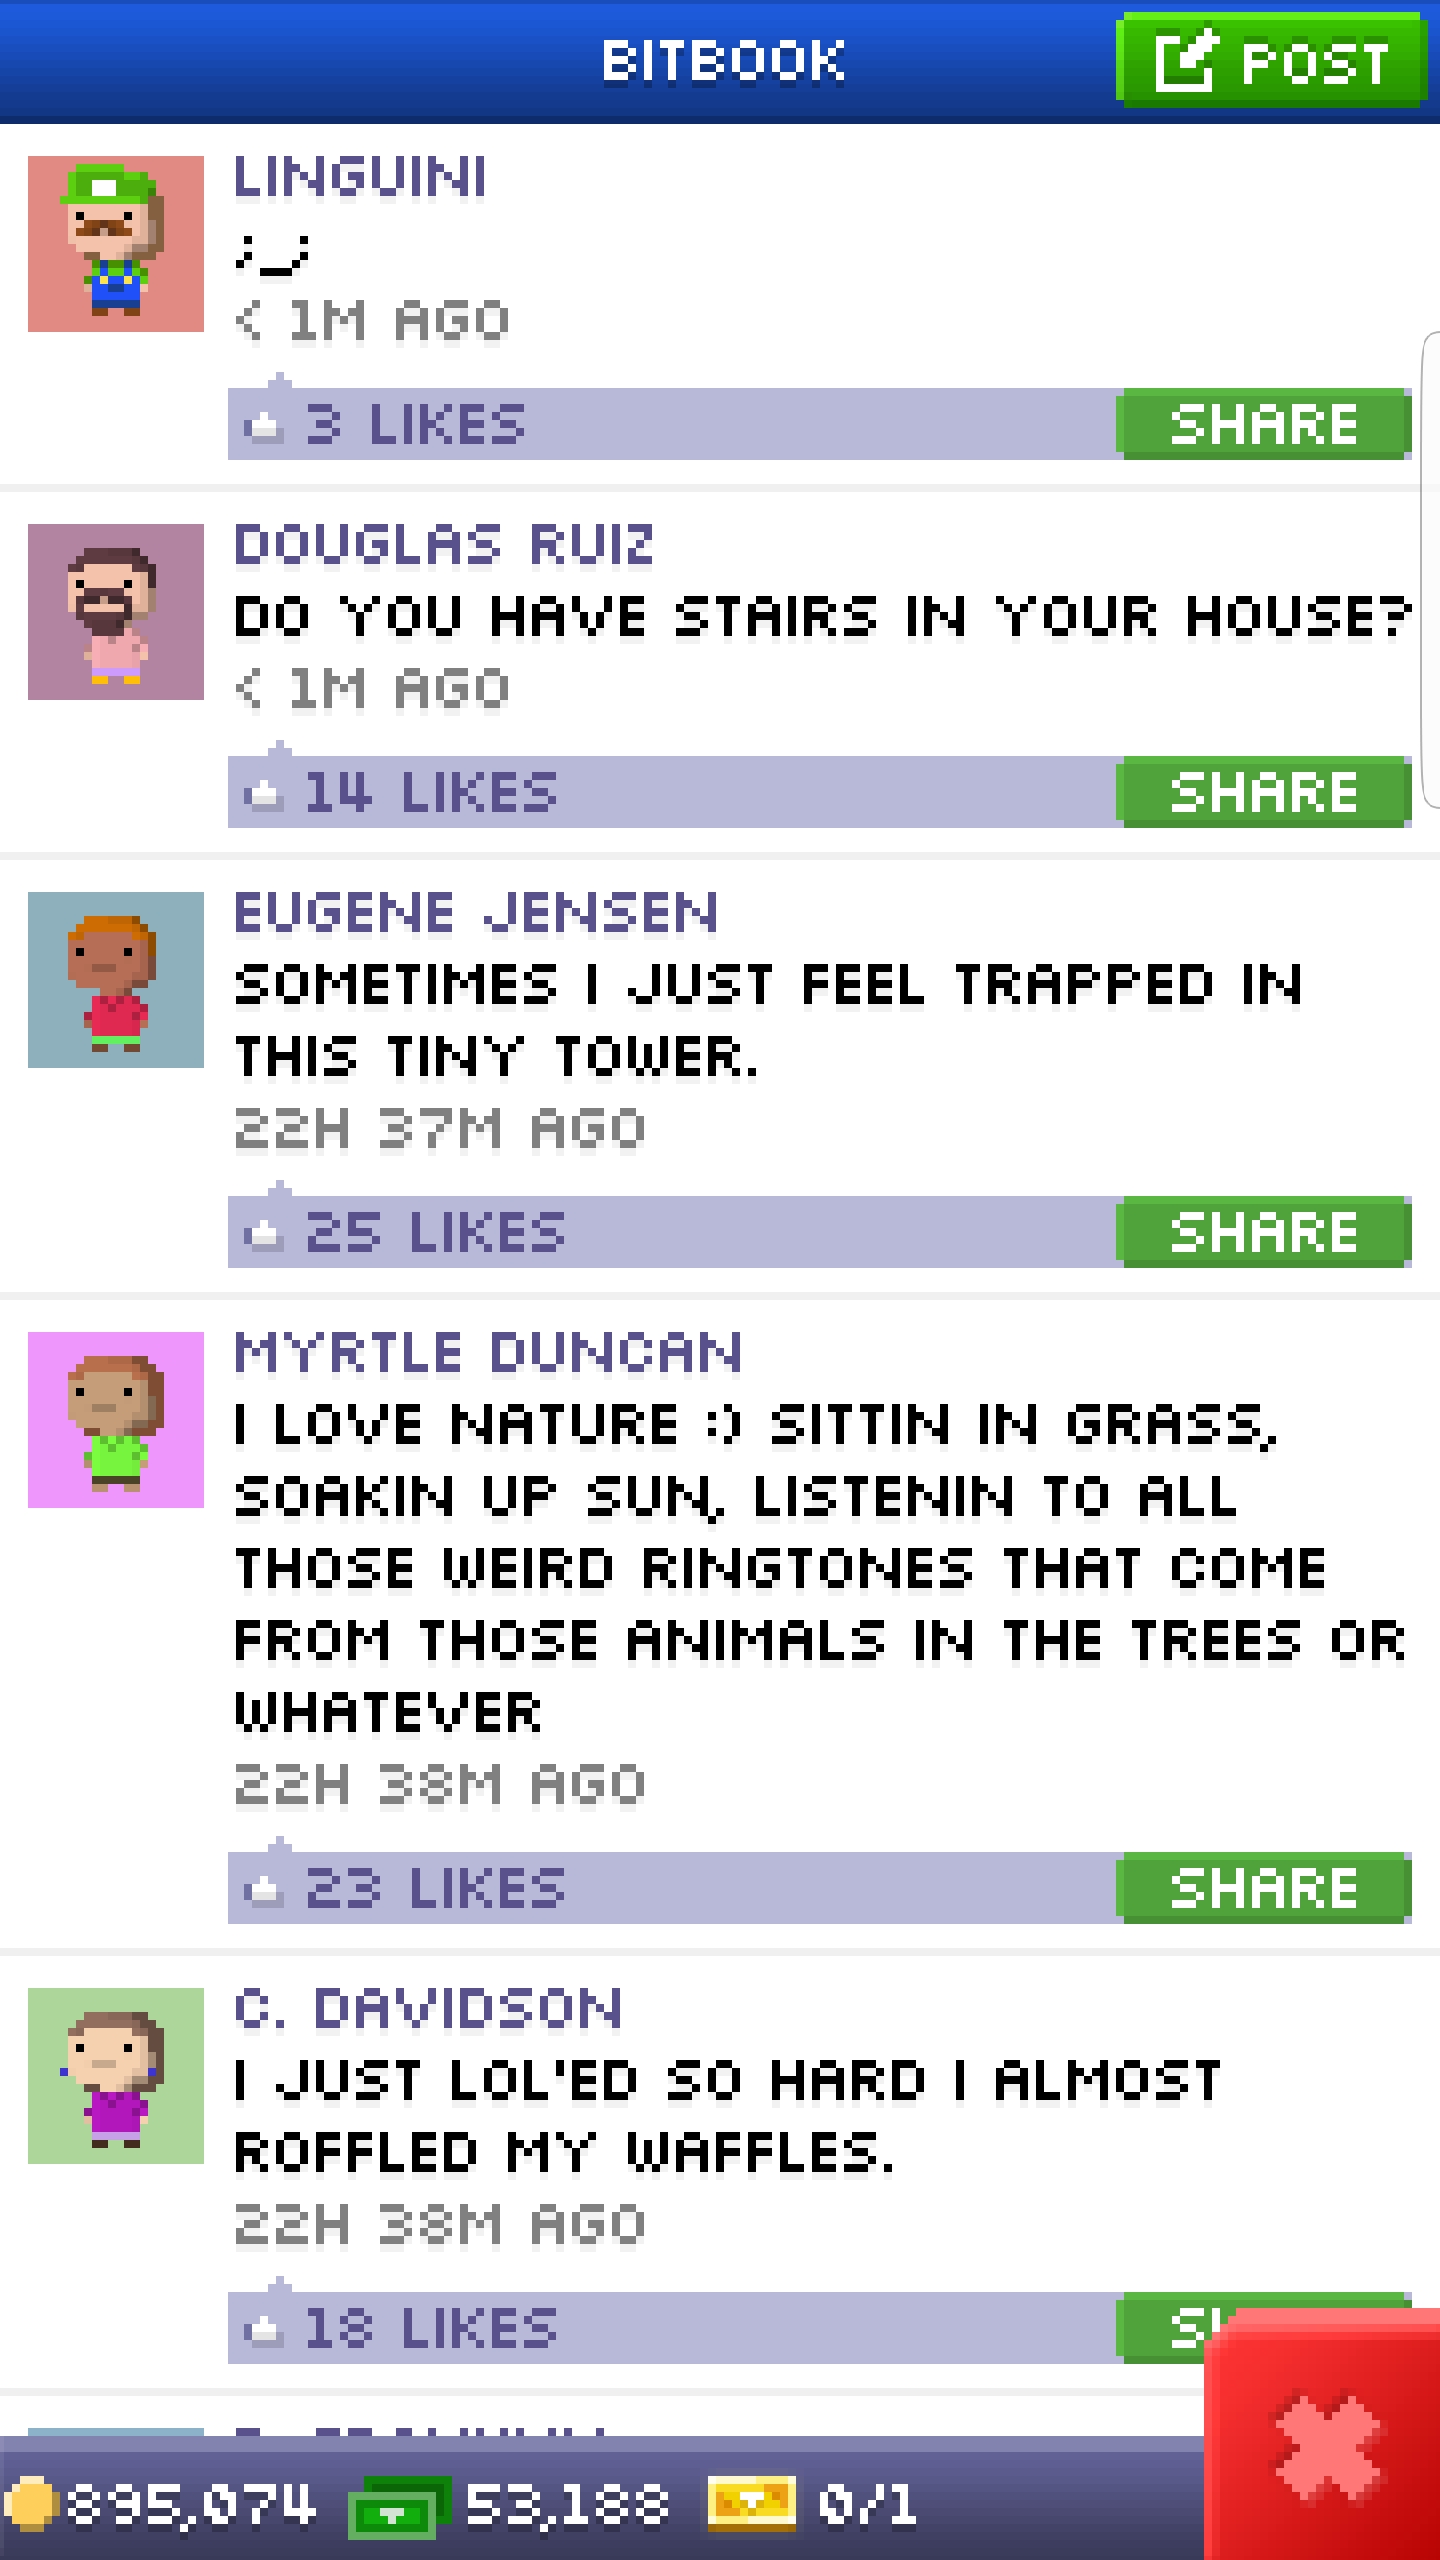 BITBOOK
POST
LINGUINI
;_;
< 1M AGO
3 LIKES
SHARE
DOUGLAS RUIZ
DO YOU HAVE STAIRS IN YOUR HOUSE?
< 1M AGO
14 LIKES
SHARE
EUGENE JENSEN
SOMETIMES I JUST FEEL TRAPPED IN
THIS TINY TOWER.
22H 37M AGO
25 LIKES
SHARE
MYRTLE DUNCAN
I LOVE NATURE :) SITTIN IN GRASS,
SOAKIN UP SUN, LISTENIN TO ALL
THOSE WEIRD RINGTONES THAT COME
FROM THOSE ANIMALS IN THE TREES OR
WHATEVER
22H 38M AGO
23 LIKES
SHARE
C. DAVIDSON
I JUST LOL'ED SO HARD I ALMOST
ROFFLED MY WAFFLES.
22H 38M AGO
18 LIKES
895,074 53,188 0/1